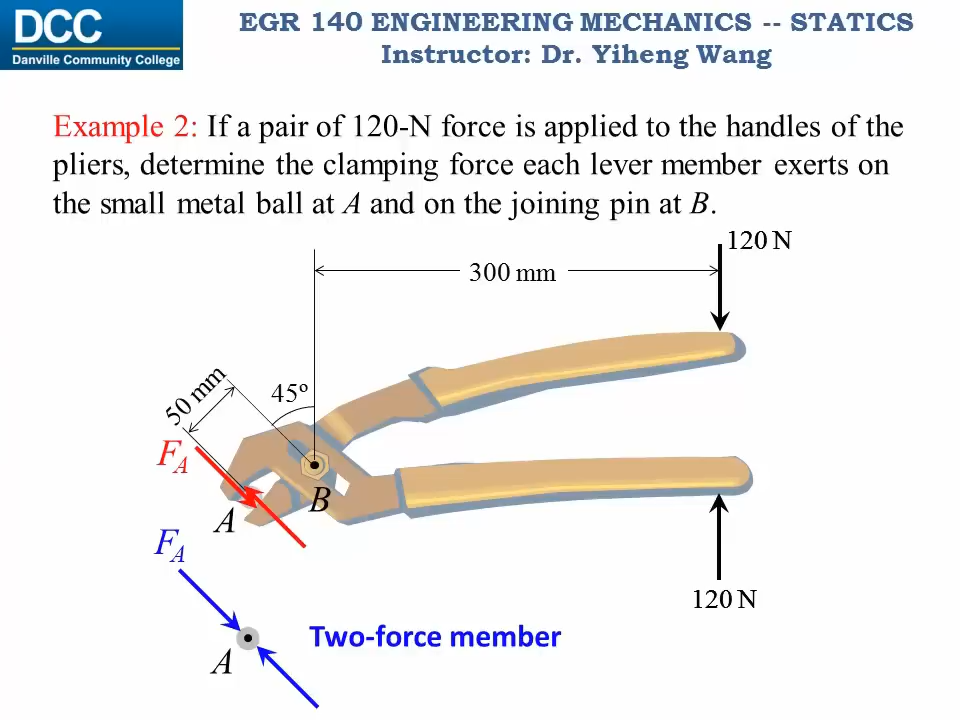 DCC
Danville Community College
EGR 140 ENGINEERING MECHANICS -- STATICS
Instructor: Dr. Yiheng Wang
Example 2: If a pair of 120-N force is applied to the handles of the
pliers, determine the clamping force each lever member exerts on
the small metal ball at A and on the joining pin at B.
120 N
300 mm
50 mm
45º
FA
B
A
FA
120 N
Two-force member
A